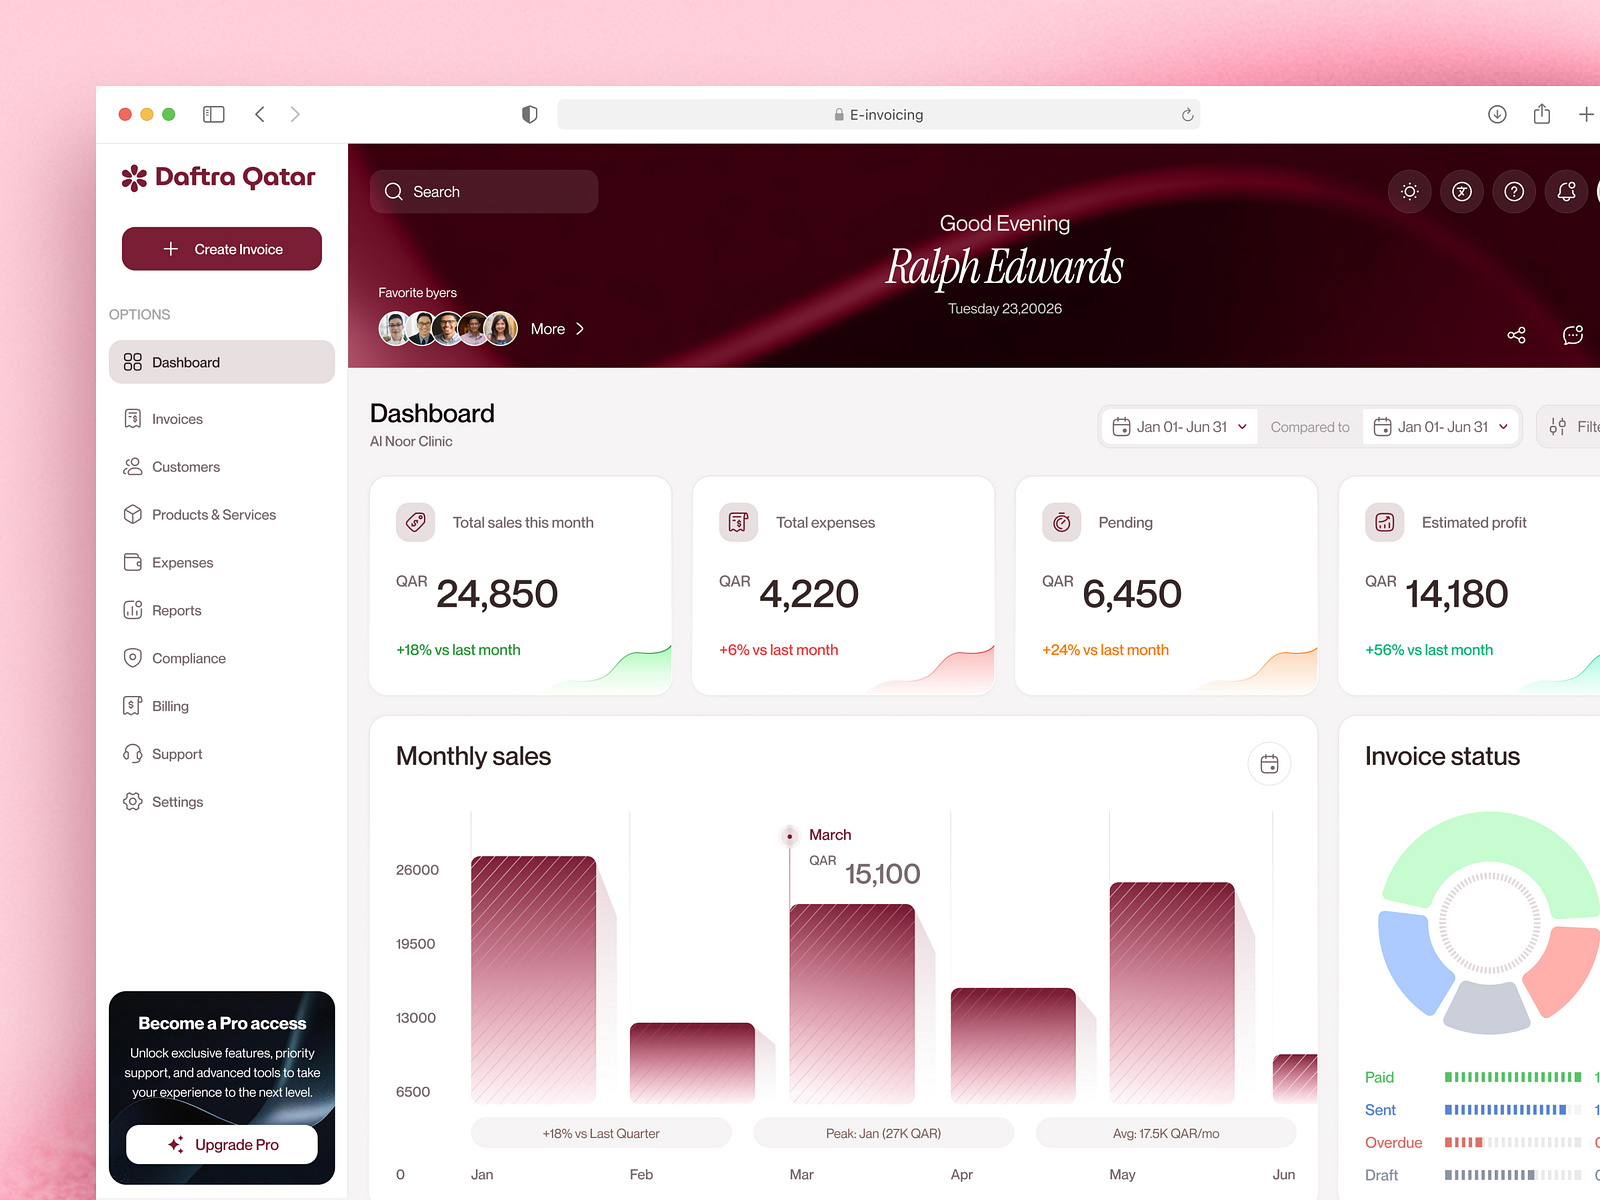 E-invoicing
Daftra Qatar
Create Invoice
OPTIONS
Dashboard
Invoices
Customers
Products & Services
Expenses
Reports
Compliance
Billing
Support
Settings
Become a Pro access
Unlock exclusive features, priority
support, and advanced tools to take
your experience to the next level.
Upgrade Pro
Search
Good Evening
Ralph Edwards
Tuesday 23,20026
Favorite byers
More
Dashboard
Al Noor Clinic
Jan 01- Jun 31
Compared to
Jan 01- Jun 31
Total sales this month
QAR 24,850
+18% vs last month
Total expenses
QAR 4,220
+6% vs last month
Pending
QAR 6,450
+24% vs last month
Estimated profit
QAR 14,180
+56% vs last month
Monthly sales
March
QAR 15,100
26000
19500
13000
6500
0
+18% vs Last Quarter
Peak: Jan (27K QAR)
Avg: 17.5K QAR/mo
Jan
Feb
Mar
Apr
May
Jun
Invoice status
Paid
Sent
Overdue
Draft